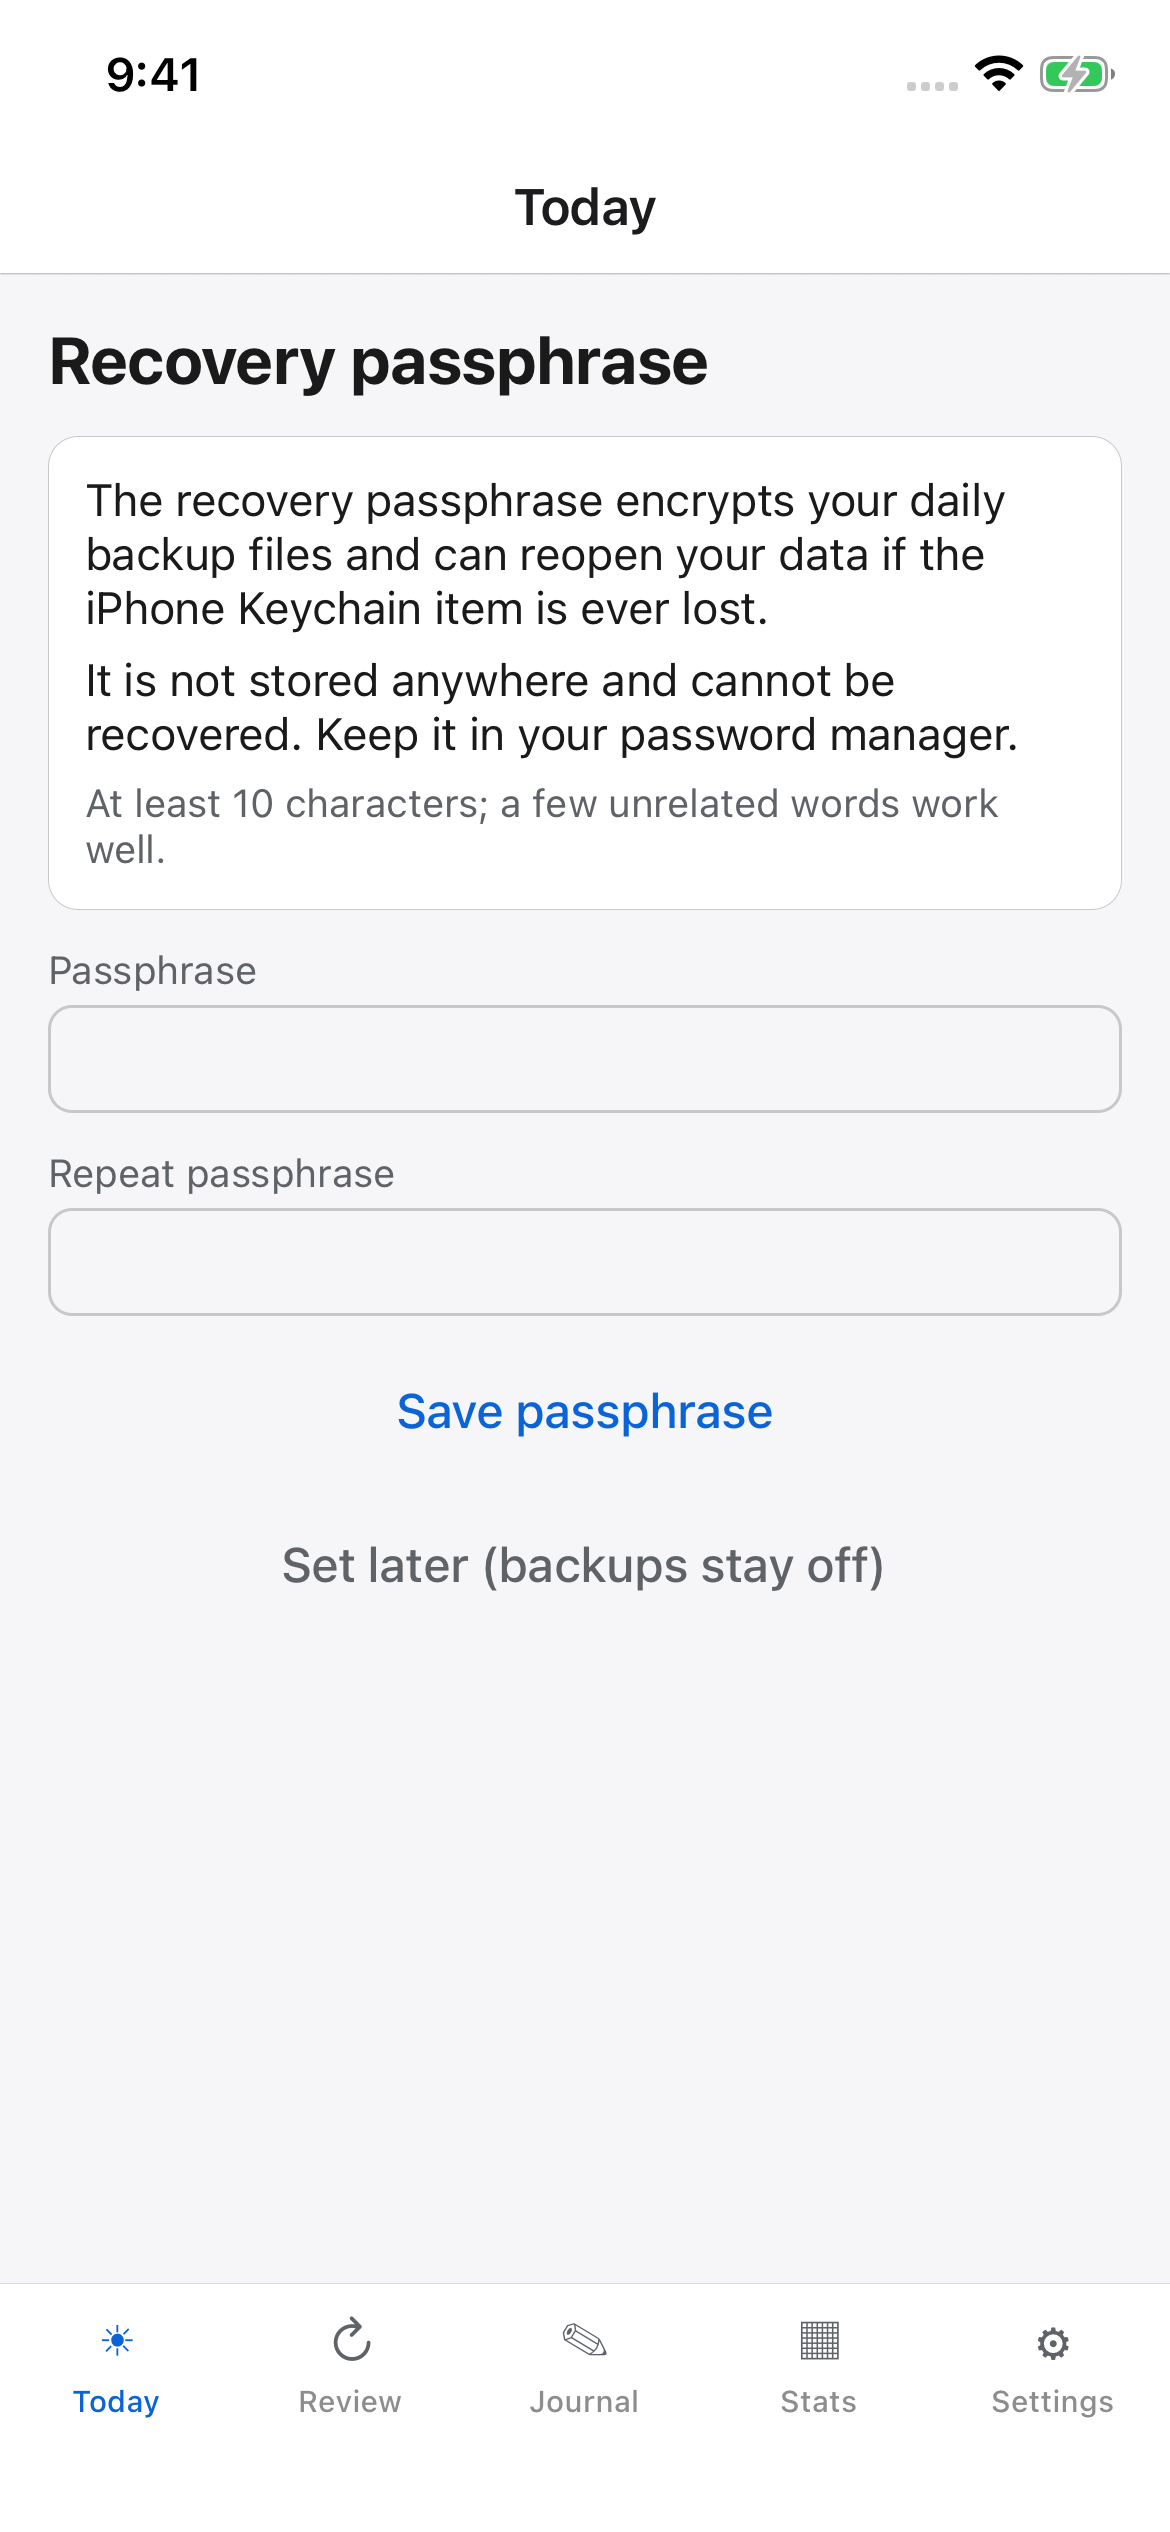 9:41
Today
Recovery passphrase
The recovery passphrase encrypts your daily
backup files and can reopen your data if the
iPhone Keychain item is ever lost.
It is not stored anywhere and cannot be
recovered. Keep it in your password manager.
At least 10 characters; a few unrelated words work
well.
Passphrase
Repeat passphrase
Save passphrase
Set later (backups stay off)
Today
Review
Journal
Stats
Settings